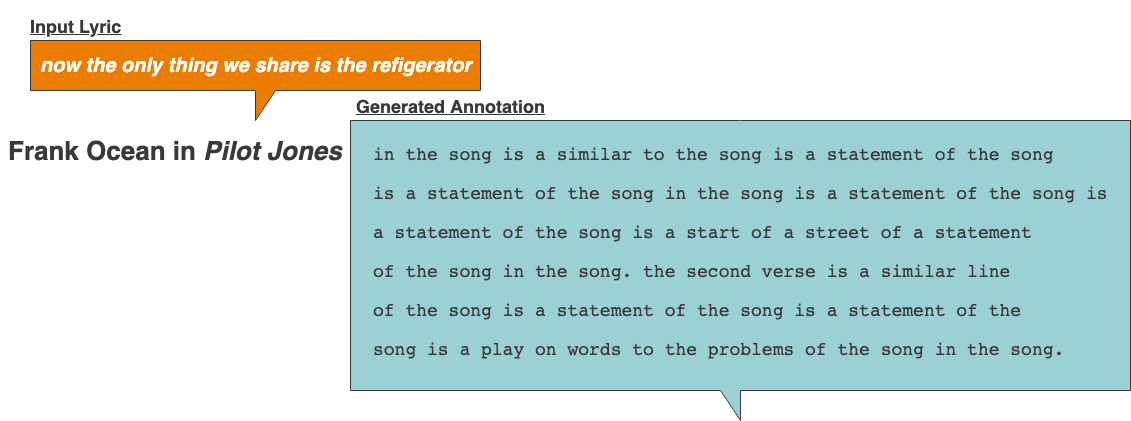 Input Lyric
now the only thing we share is the refigerator
Generated Annotation
Frank Ocean in Pilot Jones
in the song is a similar to the song is a statement of the song
is a statement of the song in the song is a statement of the song is
a statement of the song is a start of a street of a statement
of the song in the song. the second verse is a similar line
of the song is a statement of the song is a statement of the
song is a play on words to the problems of the song in the song.